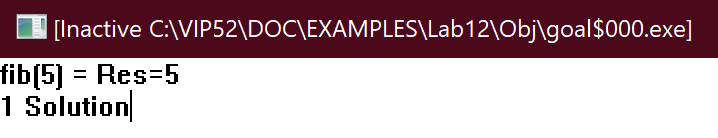 [Inactive C:\VIP52\DOC\EXAMPLES\Lab12\Obj\goal$000.exe]
fib(5) = Res=5
1 Solution